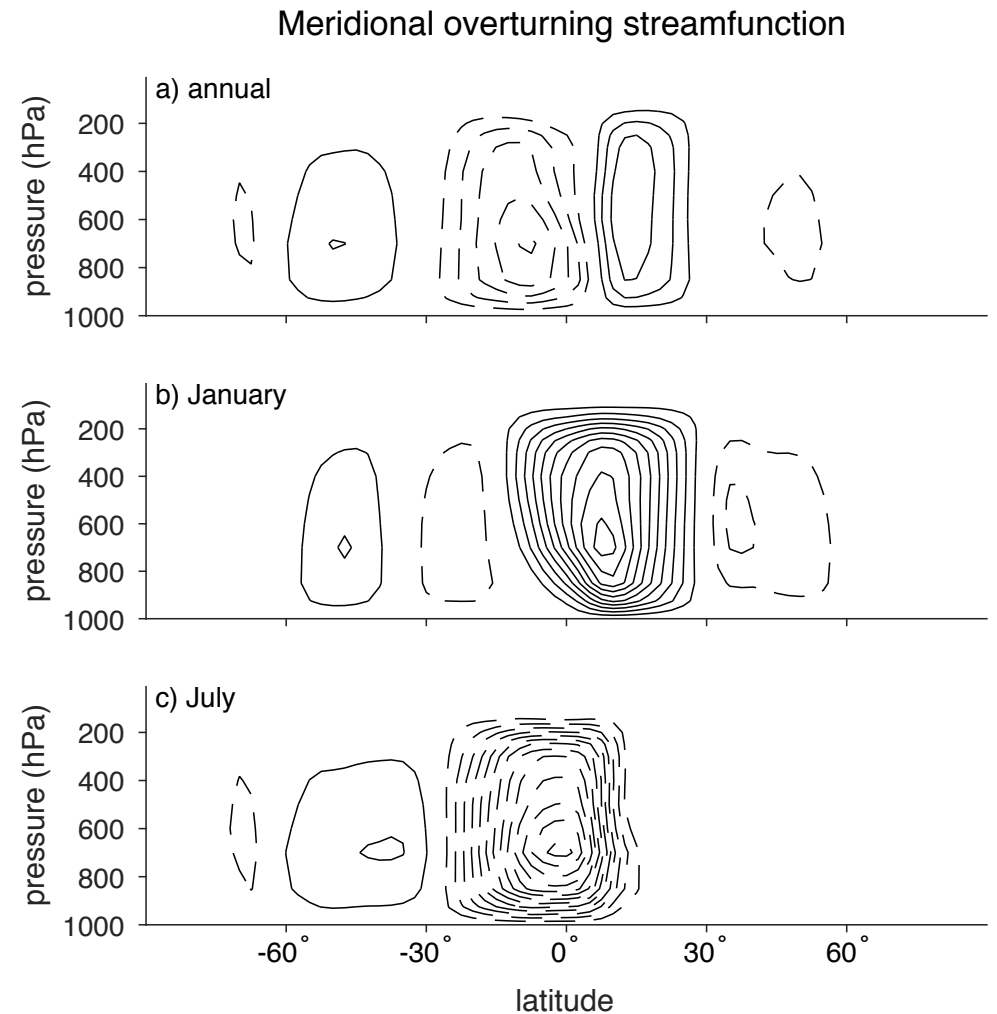 Meridional overturning streamfunction
a) annual
pressure (hPa)
200
400
600
800
1000
b) January
pressure (hPa)
200
400
600
800
1000
c) July
pressure (hPa)
200
400
600
800
1000
-60° -30° 0° 30° 60°
latitude